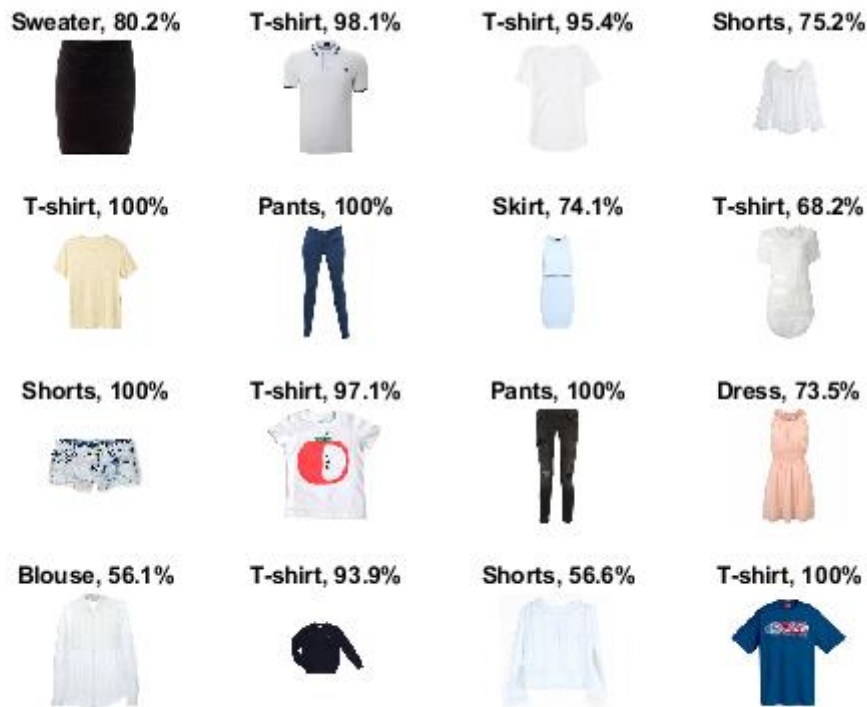 Sweater, 80.2%
T-shirt, 98.1%
T-shirt, 95.4%
Shorts, 75.2%
T-shirt, 100%
Pants, 100%
Skirt, 74.1%
T-shirt, 68.2%
Shorts, 100%
T-shirt, 97.1%
Pants, 100%
Dress, 73.5%
Blouse, 56.1%
T-shirt, 93.9%
Shorts, 56.6%
T-shirt, 100%